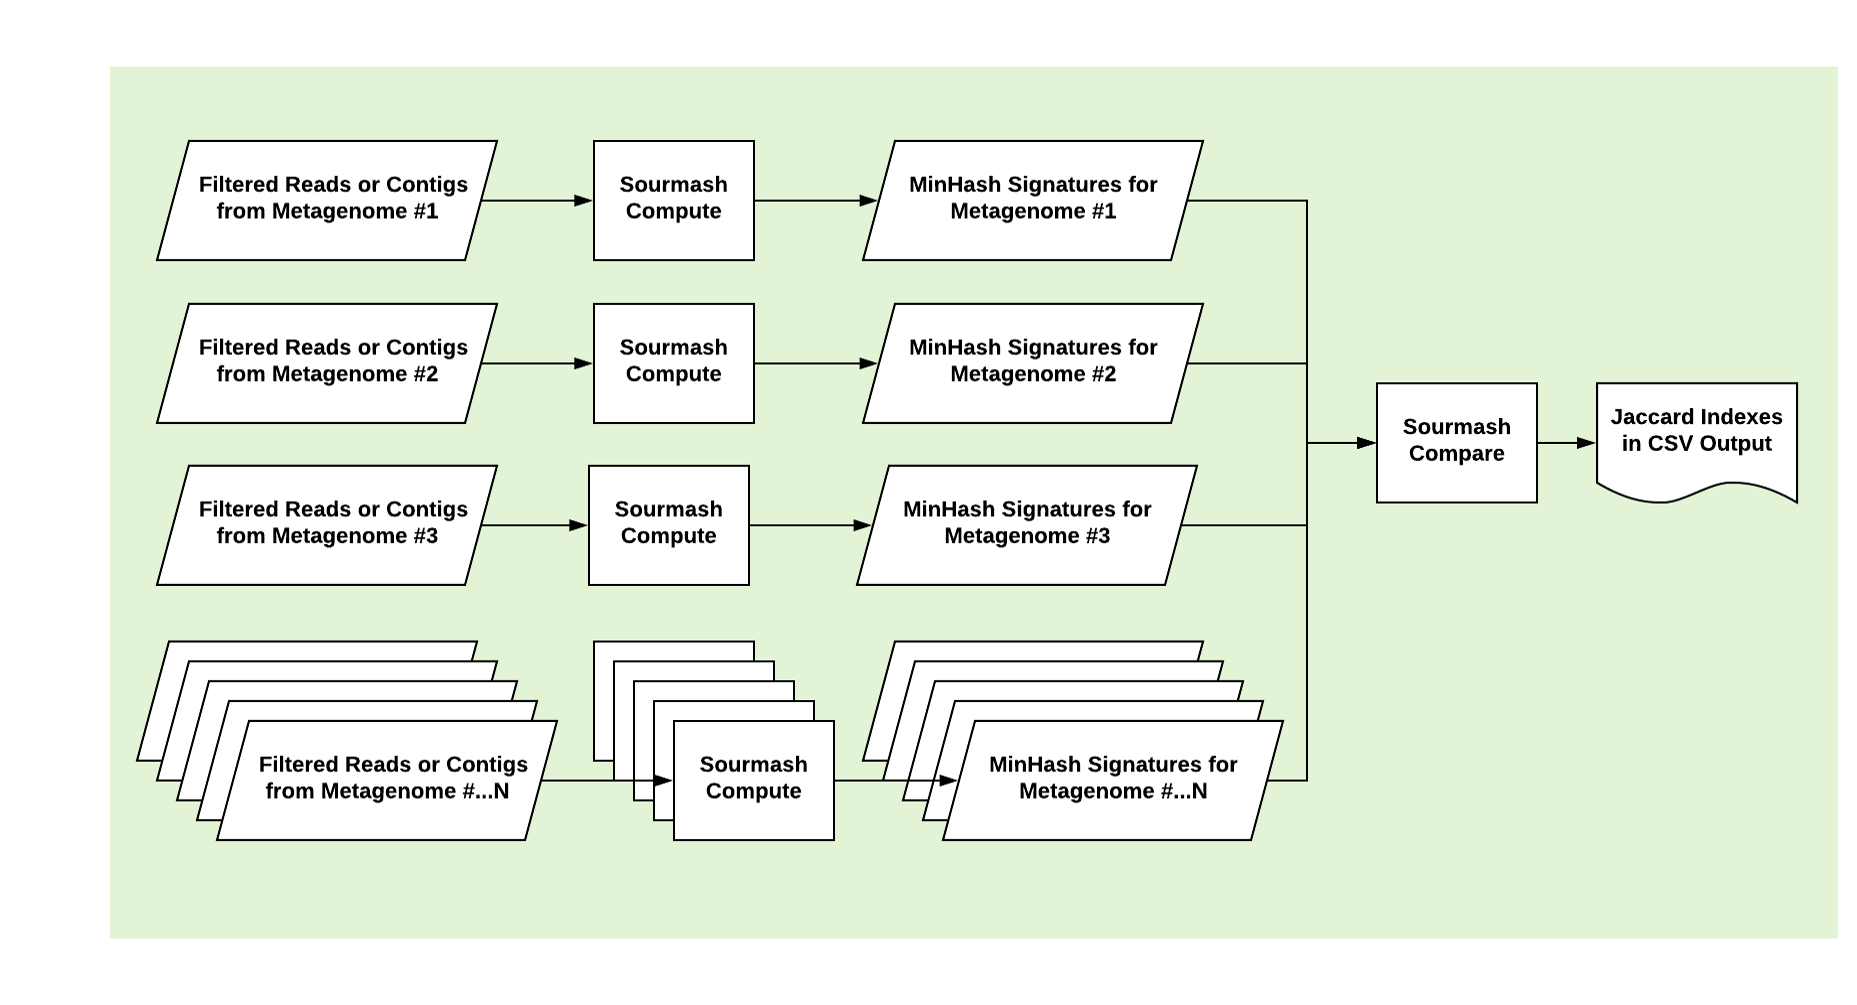 Filtered Reads or Contigs
from Metagenome #1
Sourmash
Compute
MinHash Signatures for
Metagenome #1
Filtered Reads or Contigs
from Metagenome #2
Sourmash
Compute
MinHash Signatures for
Metagenome #2
Filtered Reads or Contigs
from Metagenome #3
Sourmash
Compute
MinHash Signatures for
Metagenome #3
Filtered Reads or Contigs
from Metagenome #...N
Sourmash
Compute
MinHash Signatures for
Metagenome #...N
Sourmash
Compare
Jaccard Indexes
in CSV Output